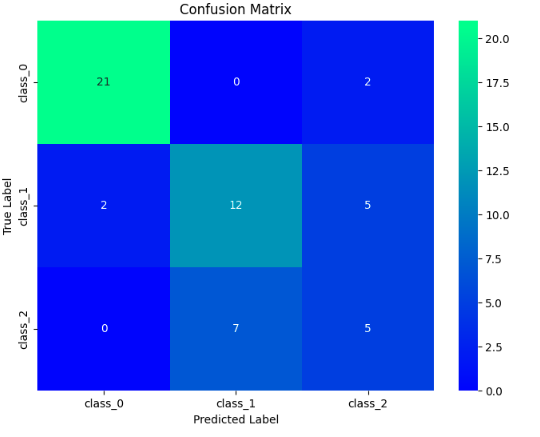 Confusion Matrix
True Label
class_0
21 0 2
class_1
2 12 5
class_2
0 7 5
class_0 class_1 class_2
Predicted Label
20.0
17.5
15.0
12.5
10.0
7.5
5.0
2.5
0.0